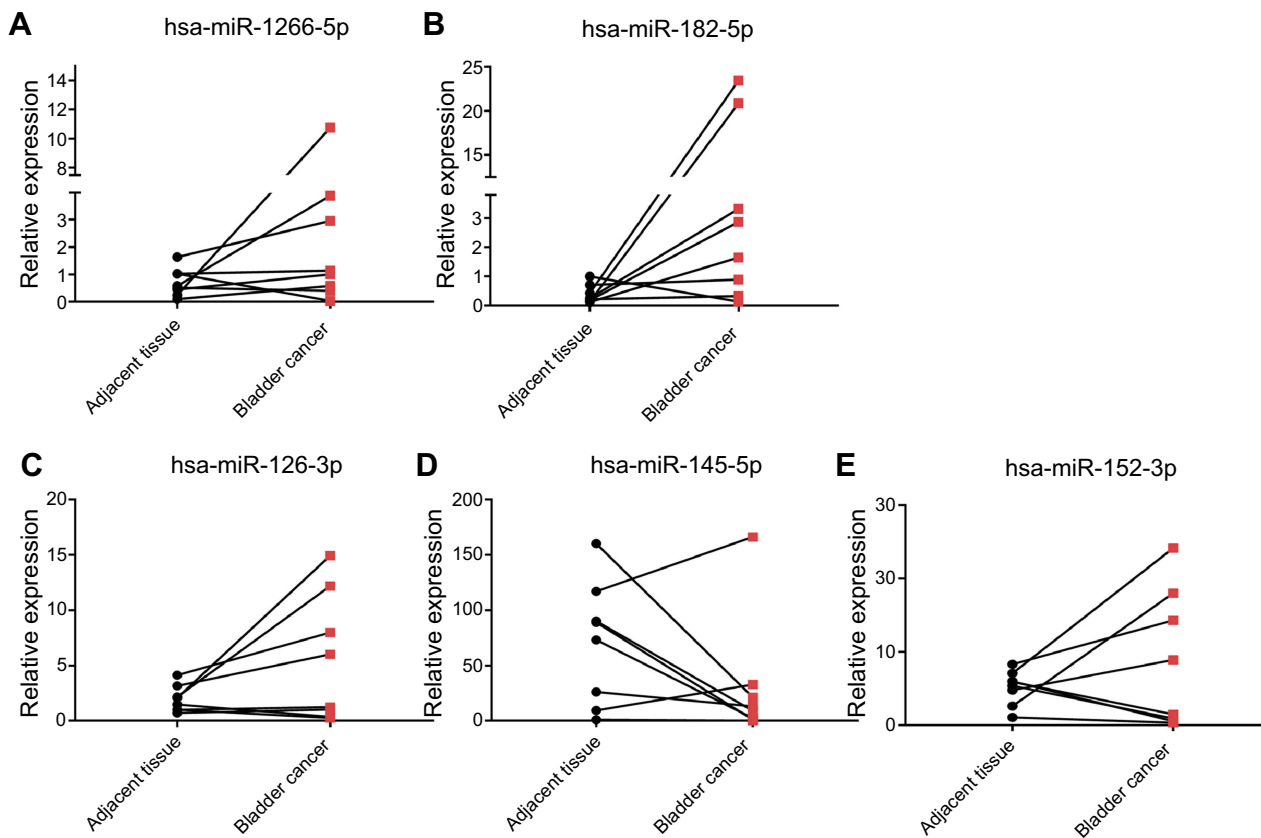 A
hsa-miR-1266-5p
Relative expression
14
12
10
8
3
2
1
0
Adjacent tissue
Bladder cancer
B
hsa-miR-182-5p
Relative expression
25
20
15
3
2
1
0
Adjacent tissue
Bladder cancer
C
hsa-miR-126-3p
Relative expression
20
15
10
5
0
Adjacent tissue
Bladder cancer
D
hsa-miR-145-5p
Relative expression
200
150
100
50
0
Adjacent tissue
Bladder cancer
E
hsa-miR-152-3p
Relative expression
30
30
10
0
Adjacent tissue
Bladder cancer